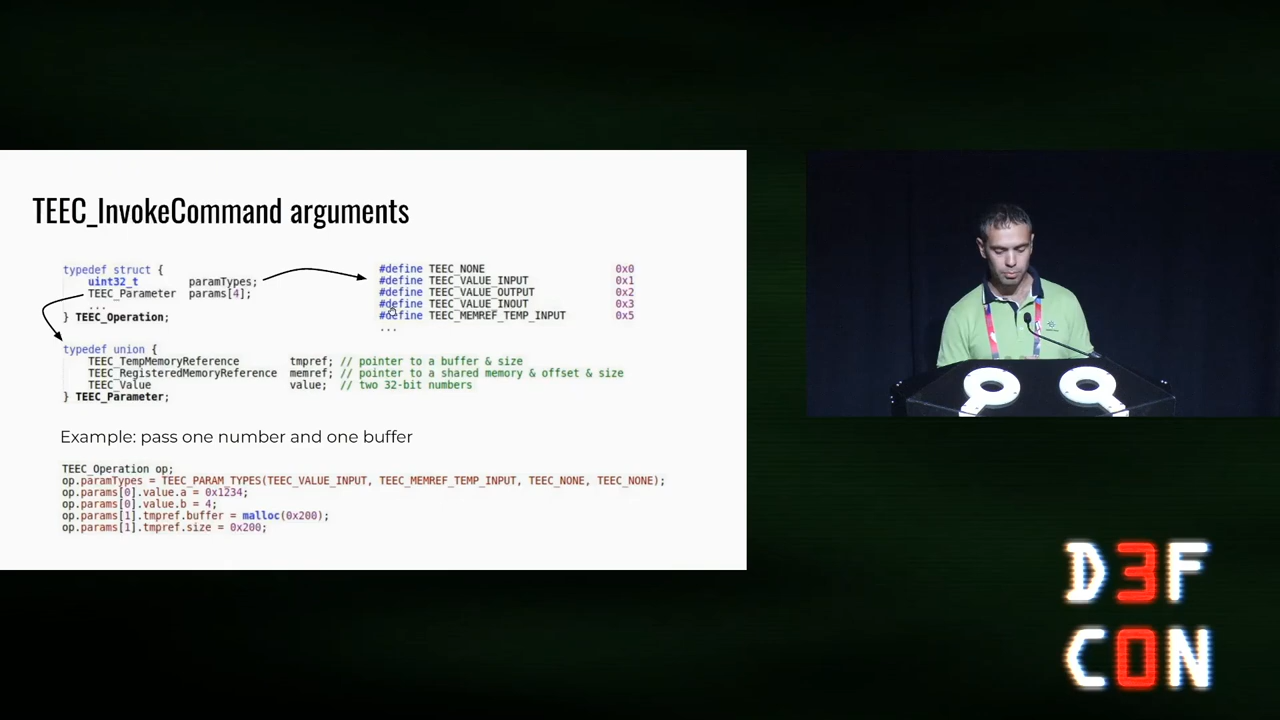 TEEC_InvokeCommand arguments
typedef struct {
uint32_t paramTypes;
TEEC_Parameter params[4];
...
} TEEC_Operation;
#define TEEC_NONE 0x0
#define TEEC_VALUE_INPUT 0x1
#define TEEC_VALUE_OUTPUT 0x2
#define TEEC_VALUE_INOUT 0x3
#define TEEC_MEMREF_TEMP_INPUT 0x5
...
typedef union {
TEEC_TempMemoryReference tmpref; // pointer to a buffer & size
TEEC_RegisteredMemoryReference memref; // pointer to a shared memory & offset & size
TEEC_Value value; // two 32-bit numbers
} TEEC_Parameter;
Example: pass one number and one buffer
TEEC_Operation op;
op.paramTypes = TEEC_PARAM_TYPES(TEEC_VALUE_INPUT, TEEC_MEMREF_TEMP_INPUT, TEEC_NONE, TEEC_NONE);
op.params[0].value.a = 0x1234;
op.params[0].value.b = 4;
op.params[1].tmpref.buffer = malloc(0x200);
op.params[1].tmpref.size = 0x200;
D3F
C0N